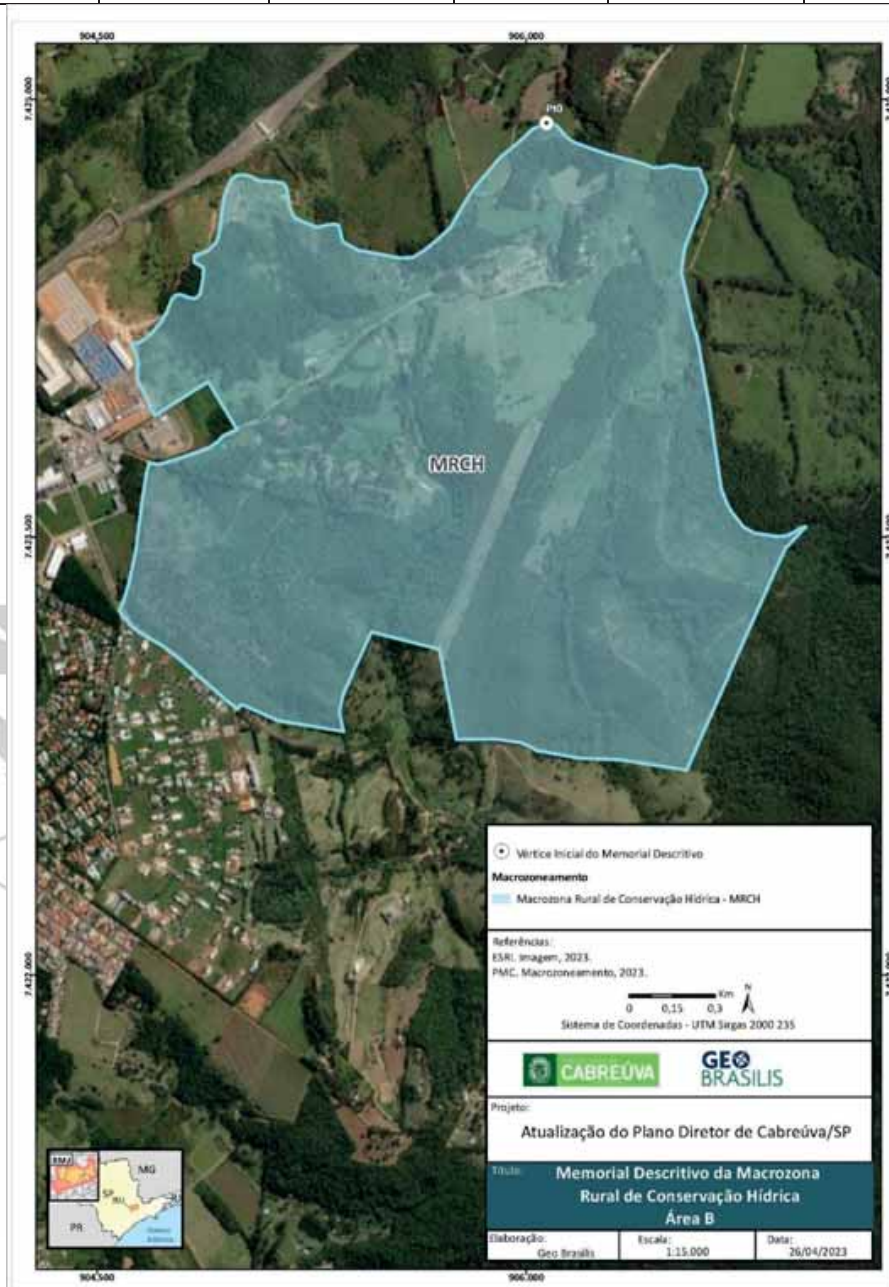 904,500
906,000
7.425.000
P10
MRCH
7.423.500
7.422.000
Vértice Inicial do Memorial Descritivo
Macrozoneamento
Macrozona Rural de Conservação Hídrica - MRCH
Referências:
ESRI. Imagem, 2023.
PMC. Macrozoneamento, 2023.
Km
N
0 0,15 0,3
Sistema de Coordenadas - UTM Sirgas 2000 23S
CABREÚVA
GEO
BRASILIS
Projeto:
Atualização do Plano Diretor de Cabreúva/SP
Título:
Memorial Descritivo da Macrozona
Rural de Conservação Hídrica
Área B
Elaboração:
Geo Brasilis
Escala:
1:15.000
Data:
26/04/2023
MG
SP
PR
904,500
906,000